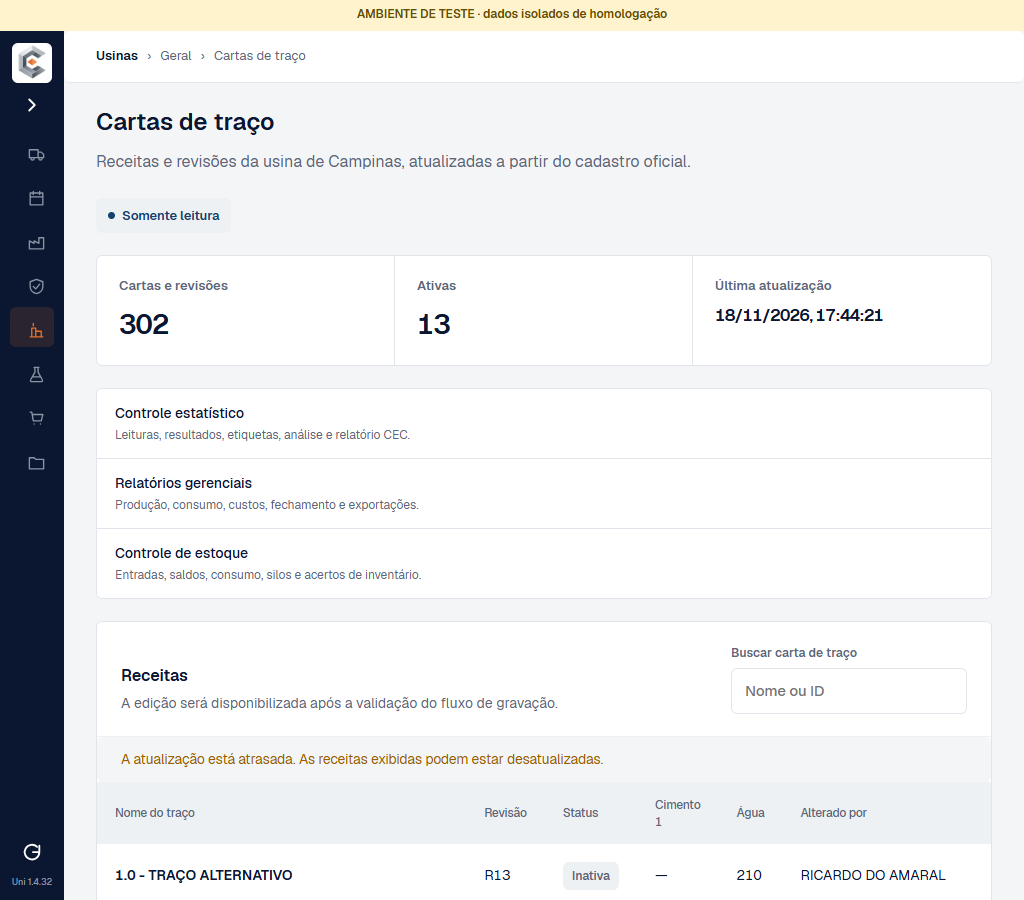 AMBIENTE DE TESTE · dados isolados de homologação
Usinas › Geral › Cartas de traço
Cartas de traço
Receitas e revisões da usina de Campinas, atualizadas a partir do cadastro oficial.
Somente leitura
Cartas e revisões
302
Ativas
13
Última atualização
18/11/2026, 17:44:21
Controle estatístico
Leituras, resultados, etiquetas, análise e relatório CEC.
Relatórios gerenciais
Produção, consumo, custos, fechamento e exportações.
Controle de estoque
Entradas, saldos, consumo, silos e acertos de inventário.
Receitas
A edição será disponibilizada após a validação do fluxo de gravação.
Buscar carta de traço
Nome ou ID
A atualização está atrasada. As receitas exibidas podem estar desatualizadas.
Nome do traço Revisão Status Cimento 1 Água Alterado por
1.0 - TRAÇO ALTERNATIVO R13 Inativa — 210 RICARDO DO AMARAL
Uni 1.4.32